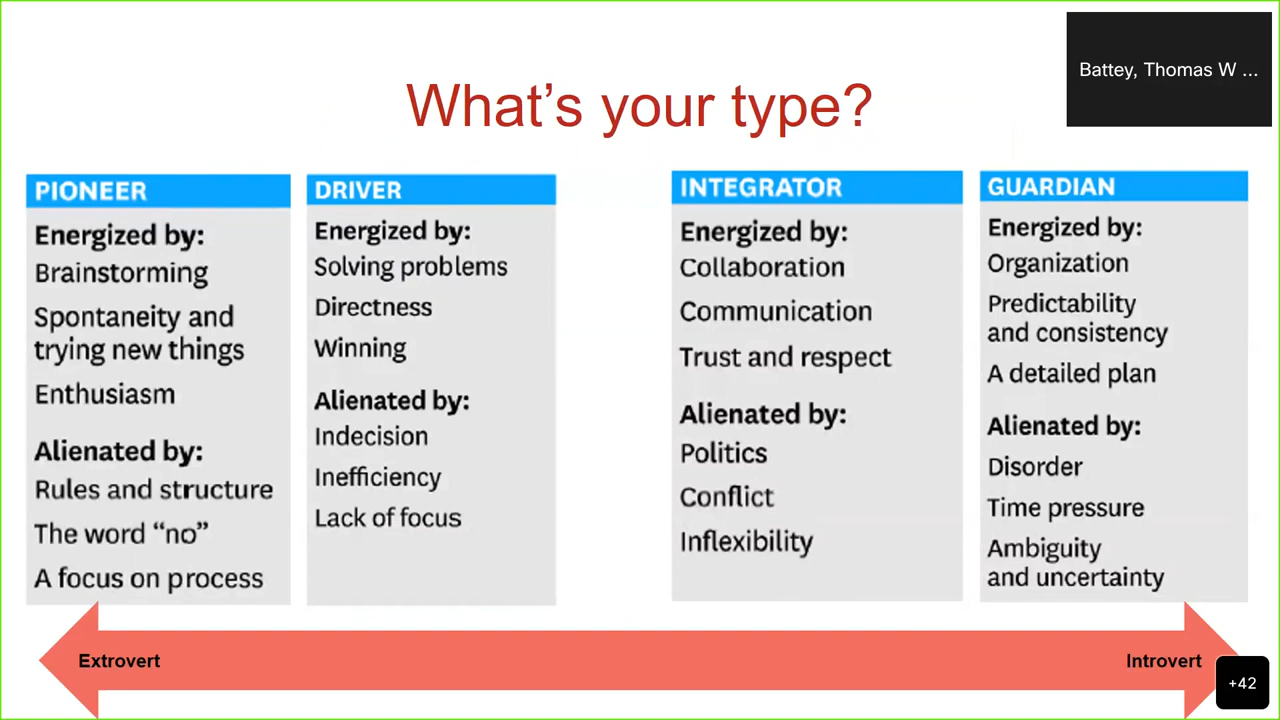 Battey, Thomas W ...
What’s your type?
PIONEER
Energized by:
Brainstorming
Spontaneity and
trying new things
Enthusiasm
Alienated by:
Rules and structure
The word “no”
A focus on process
DRIVER
Energized by:
Solving problems
Directness
Winning
Alienated by:
Indecision
Inefficiency
Lack of focus
INTEGRATOR
Energized by:
Collaboration
Communication
Trust and respect
Alienated by:
Politics
Conflict
Inflexibility
GUARDIAN
Energized by:
Organization
Predictability
and consistency
A detailed plan
Alienated by:
Disorder
Time pressure
Ambiguity
and uncertainty
Extrovert
Introvert
+42